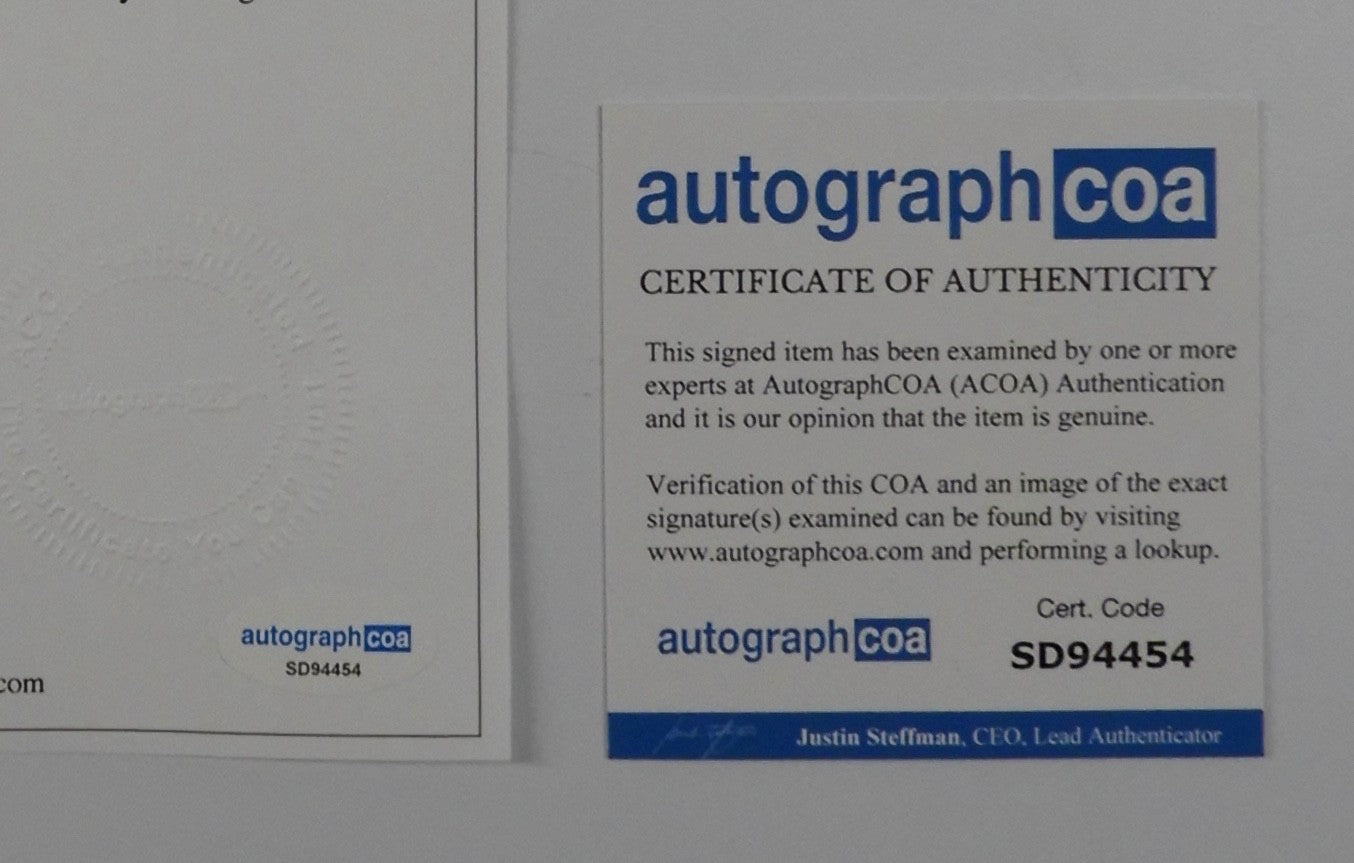 autographcoa
CERTIFICATE OF AUTHENTICITY
This signed item has been examined by one or more
experts at AutographCOA (ACOA) Authentication
and it is our opinion that the item is genuine.
Verification of this COA and an image of the exact
signature(s) examined can be found by visiting
www.autographcoa.com and performing a lookup.
Cert. Code
autographcoa
SD94454
Justin Steffman, CEO, Lead Authenticator
autographcoa
SD94454
com